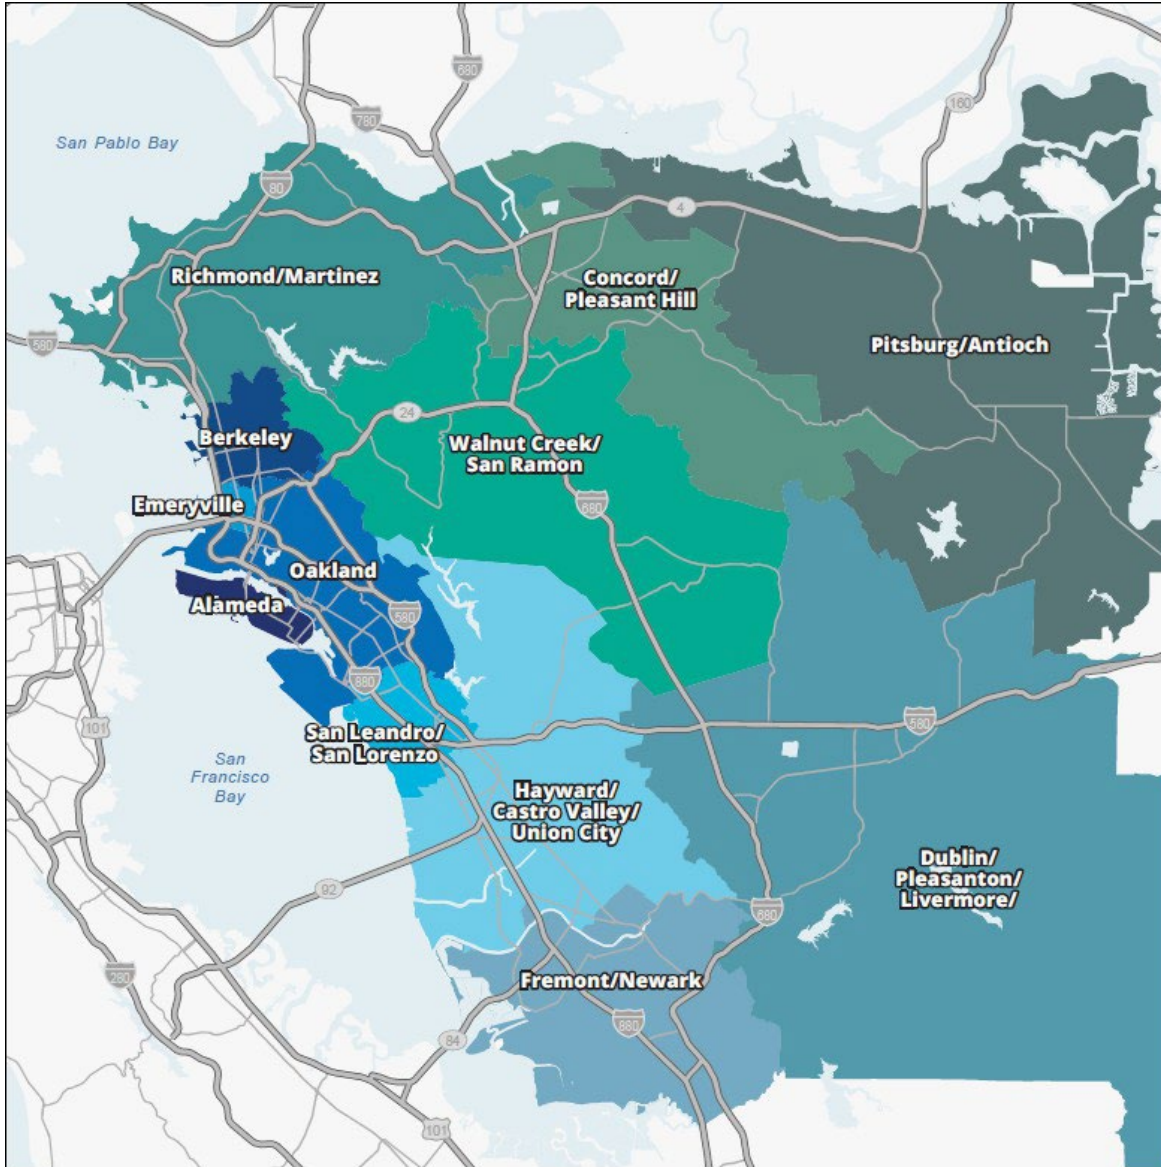 680
160
780
San Pablo Bay
80
4
Richmond/Martinez
Concord/
Pleasant Hill
580
Pitsburg/Antioch
24
Berkeley
Walnut Creek/
San Ramon
Emeryville
680
Oakland
Alameda
580
880
101
580
San Leandro/
San Lorenzo
San
Francisco
Bay
Hayward/
Castro Valley/
Union City
Dublin/
Pleasanton/
Livermore/
92
680
280
Fremont/Newark
880
84
101